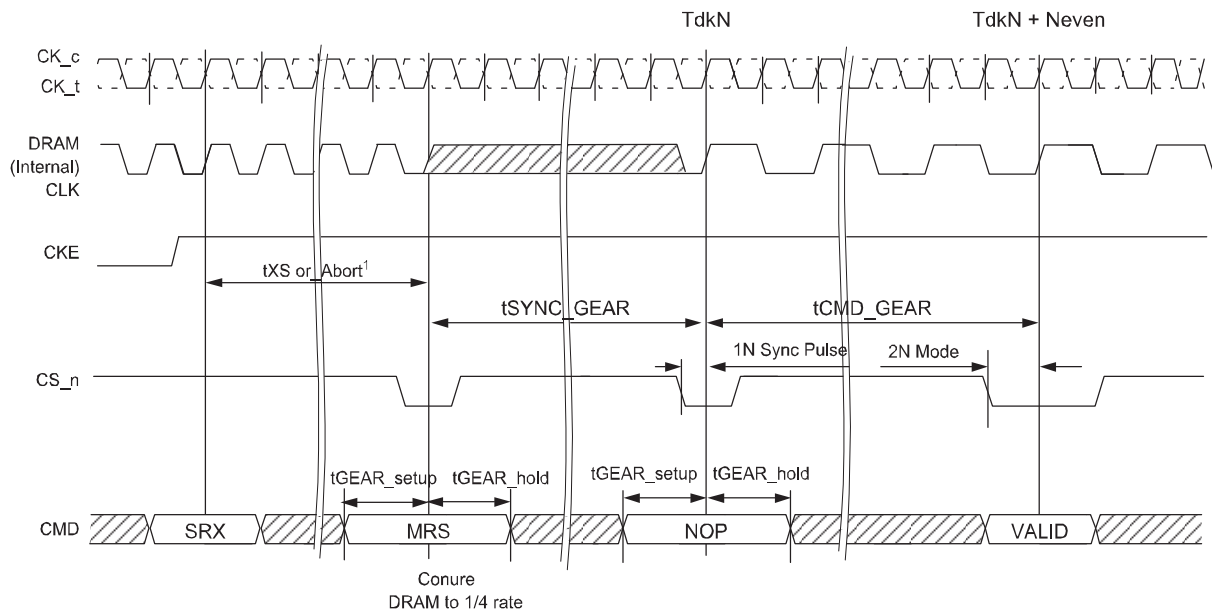 TdkN
TdkN + Neven
CK_c
CK_t
DRAM
(Internal)
CLK
CKE
tXS or_Abort¹
tSYNC_GEAR
tCMD_GEAR
1N Sync Pulse
2N Mode
CS_n
tGEAR_setup
tGEAR_hold
tGEAR_setup
tGEAR_hold
CMD
SRX
MRS
NOP
VALID
Conure
DRAM to 1/4 rate